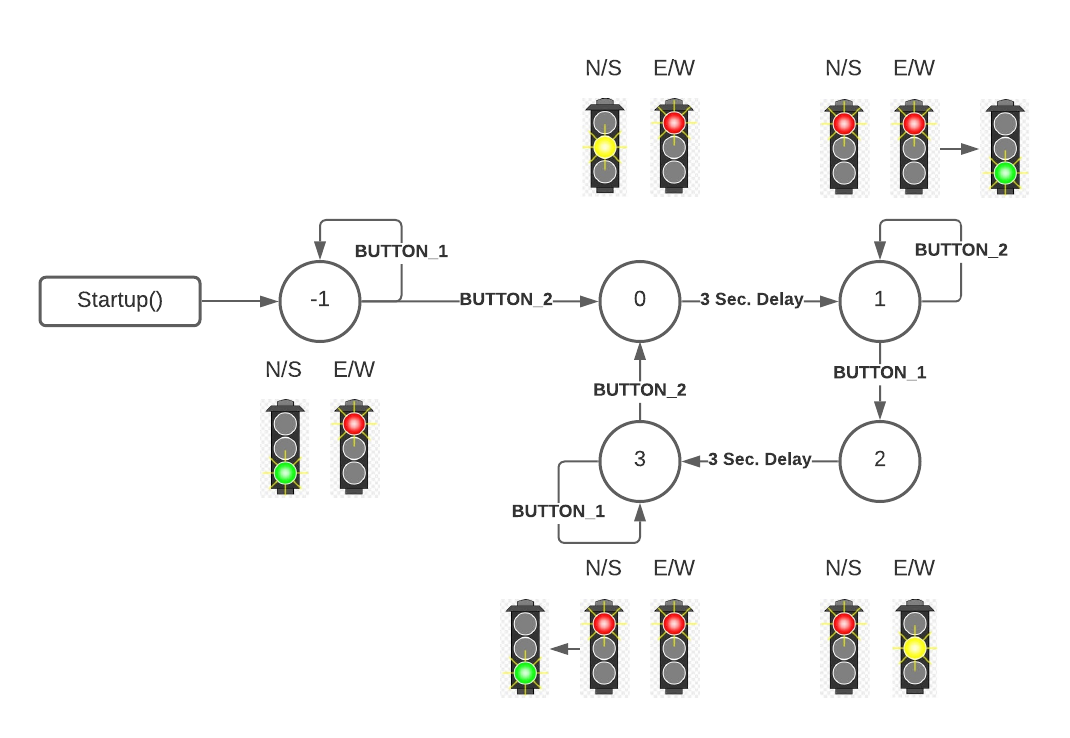 N/S E/W
N/S E/W
BUTTON_1
BUTTON_2
Startup()
-1
BUTTON_2
0
3 Sec. Delay
1
N/S E/W
BUTTON_2
BUTTON_1
3
3 Sec. Delay
2
BUTTON_1
N/S E/W
N/S E/W